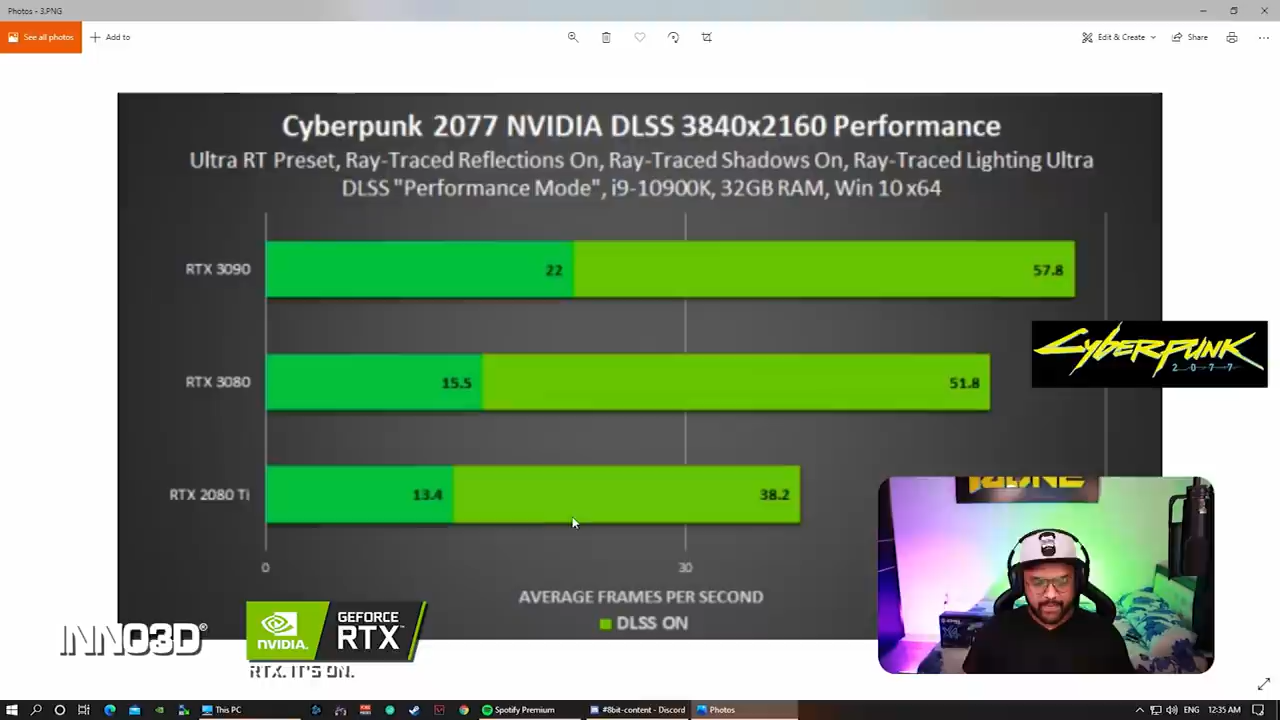 Photos - 3.PNG
See all photos
Add to
Edit & Create
Share
Cyberpunk 2077 NVIDIA DLSS 3840x2160 Performance
Ultra RT Preset, Ray-Traced Reflections On, Ray-Traced Shadows On, Ray-Traced Lighting Ultra
DLSS "Performance Mode", i9-10900K, 32GB RAM, Win 10 x64
RTX 3090
22
57.8
RTX 3080
15.5
51.8
RTX 2080 Ti
13.4
38.2
0
30
AVERAGE FRAMES PER SECOND
DLSS ON
Cyberpunk
2077
INNO3D®
NVIDIA.
GEFORCE
RTX™
RTX. IT'S ON.
This PC
Spotify Premium
#8bit-content - Discord
Photos
ENG
12:35 AM